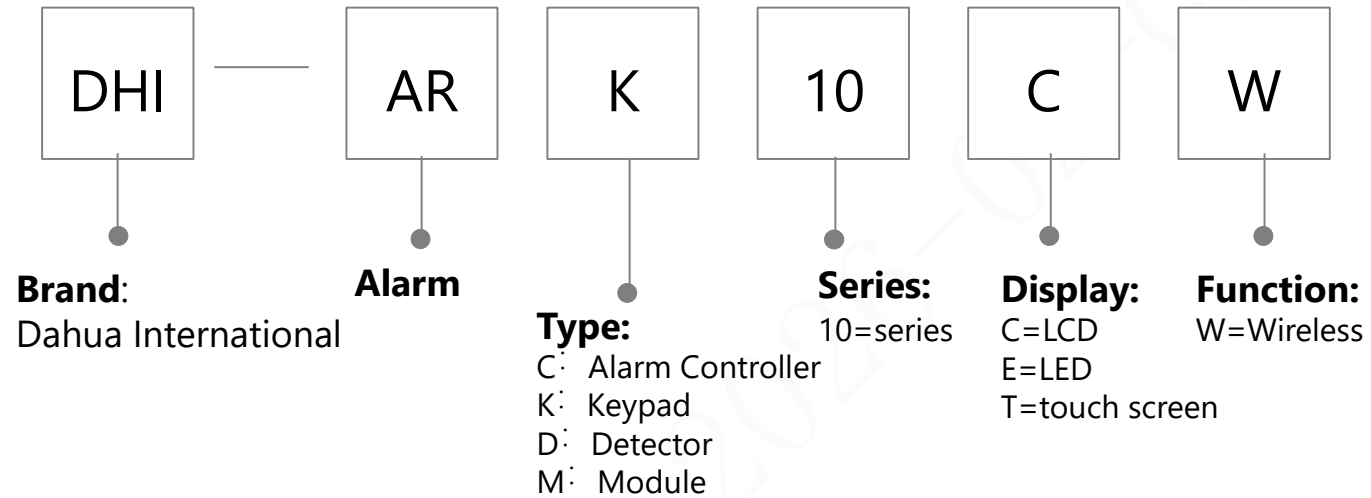 DHI — AR K 10 C W
Brand:
Dahua International
Alarm
Type:
C: Alarm Controller
K: Keypad
D: Detector
M: Module
Series:
10=series
Display:
C=LCD
E=LED
T=touch screen
Function:
W=Wireless